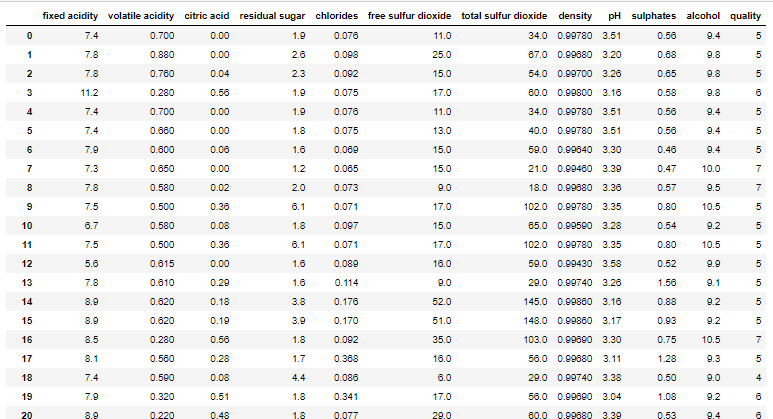 fixed acidity volatile acidity citric acid residual sugar chlorides free sulfur dioxide total sulfur dioxide density pH sulphates alcohol quality
0 7.4 0.700 0.00 1.9 0.076 11.0 34.0 0.99780 3.51 0.56 9.4 5
1 7.8 0.880 0.00 2.6 0.098 25.0 67.0 0.99680 3.20 0.68 9.8 5
2 7.8 0.760 0.04 2.3 0.092 15.0 54.0 0.99700 3.26 0.65 9.8 5
3 11.2 0.280 0.56 1.9 0.075 17.0 60.0 0.99800 3.16 0.58 9.8 6
4 7.4 0.700 0.00 1.9 0.076 11.0 34.0 0.99780 3.51 0.56 9.4 5
5 7.4 0.660 0.00 1.8 0.075 13.0 40.0 0.99780 3.51 0.56 9.4 5
6 7.9 0.600 0.06 1.6 0.069 15.0 59.0 0.99640 3.30 0.46 9.4 5
7 7.3 0.650 0.00 1.2 0.065 15.0 21.0 0.99460 3.39 0.47 10.0 7
8 7.8 0.580 0.02 2.0 0.073 9.0 18.0 0.99680 3.36 0.57 9.5 7
9 7.5 0.500 0.36 6.1 0.071 17.0 102.0 0.99780 3.35 0.80 10.5 5
10 6.7 0.580 0.08 1.8 0.097 15.0 65.0 0.99590 3.28 0.54 9.2 5
11 7.5 0.500 0.36 6.1 0.071 17.0 102.0 0.99780 3.35 0.80 10.5 5
12 5.6 0.615 0.00 1.6 0.089 16.0 59.0 0.99430 3.58 0.52 9.9 5
13 7.8 0.610 0.29 1.6 0.114 9.0 29.0 0.99740 3.26 1.56 9.1 5
14 8.9 0.620 0.18 3.8 0.176 52.0 145.0 0.99860 3.16 0.88 9.2 5
15 8.9 0.620 0.19 3.9 0.170 51.0 148.0 0.99860 3.17 0.93 9.2 5
16 8.5 0.280 0.56 1.8 0.092 35.0 103.0 0.99690 3.30 0.75 10.5 7
17 8.1 0.560 0.28 1.7 0.368 16.0 56.0 0.99680 3.11 1.28 9.3 5
18 7.4 0.590 0.08 4.4 0.086 6.0 29.0 0.99740 3.38 0.50 9.0 4
19 7.9 0.320 0.51 1.8 0.341 17.0 56.0 0.99690 3.04 1.08 9.2 6
20 8.9 0.220 0.48 1.8 0.077 29.0 60.0 0.99680 3.39 0.53 9.4 6